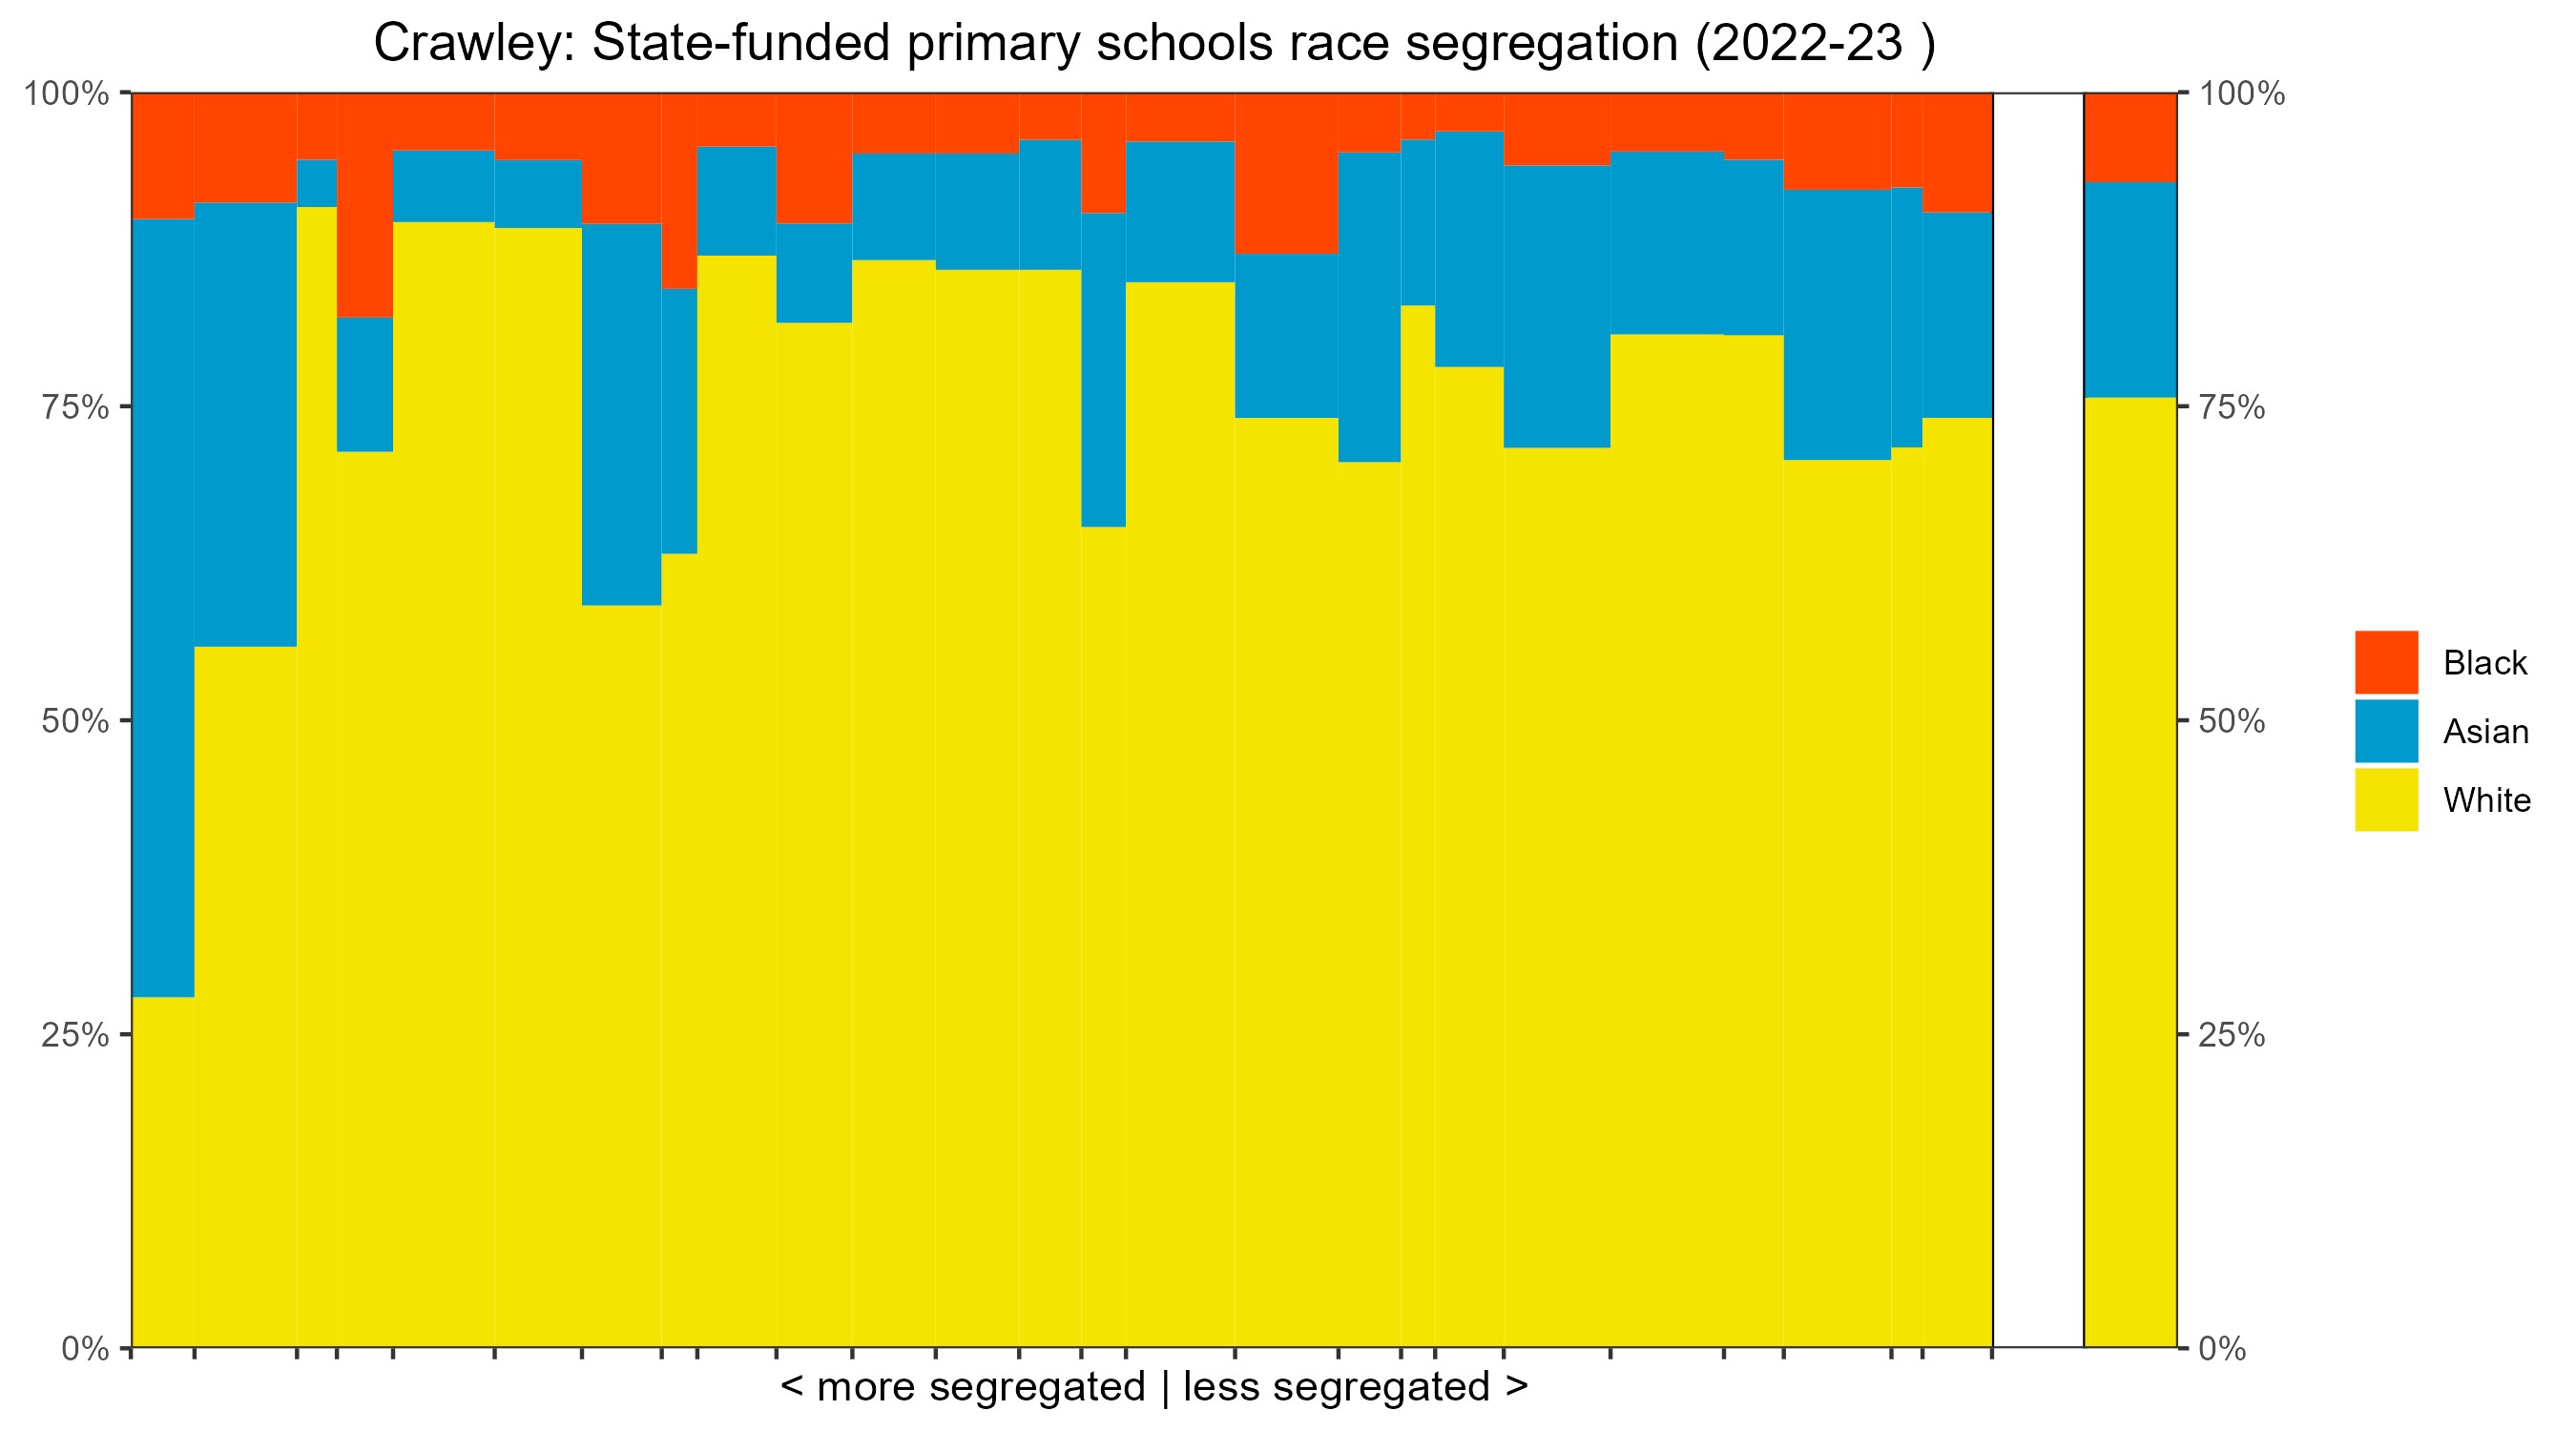 Crawley: State-funded primary schools race segregation (2022-23 )
100%
75%
50%
25%
0%
100%
75%
50%
25%
0%
Black
Asian
White
< more segregated | less segregated >